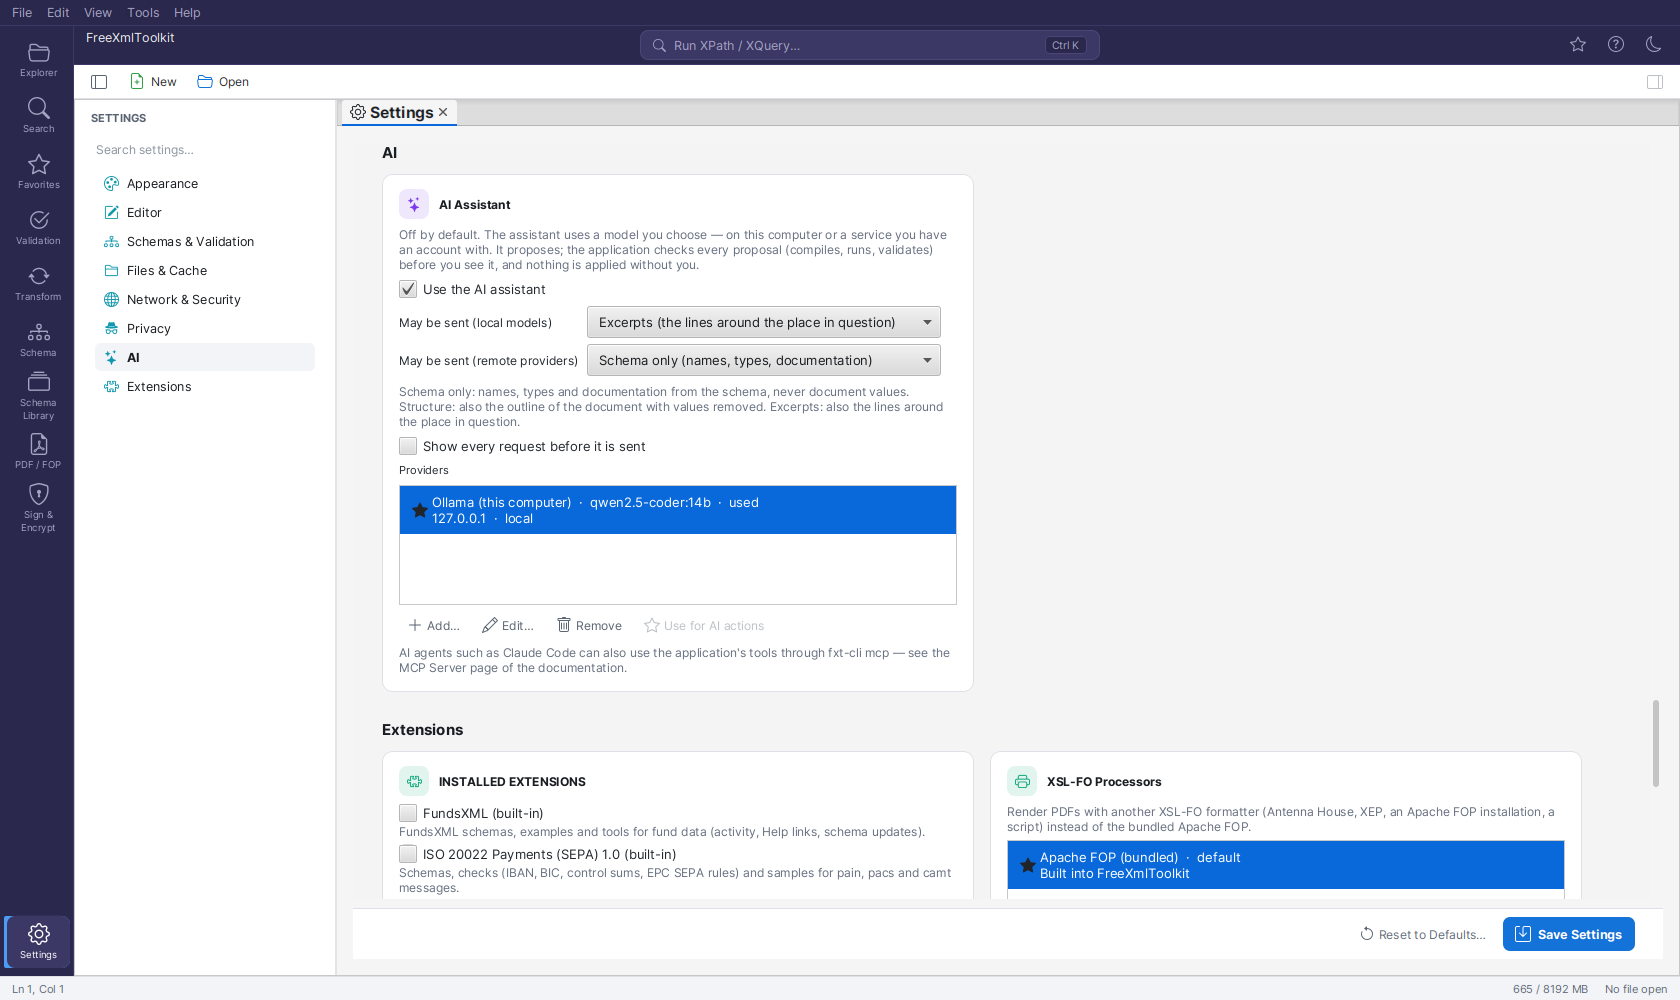 File Edit View Tools Help
FreeXmlToolkit
Run XPath / XQuery...
Ctrl K
Explorer
Search
Favorites
Validation
Transform
Schema
Schema
Library
PDF / FOP
Sign &
Encrypt
Settings
New
Open
SETTINGS
Search settings...
Appearance
Editor
Schemas & Validation
Files & Cache
Network & Security
Privacy
AI
Extensions
Settings
AI
AI Assistant
Off by default. The assistant uses a model you choose — on this computer or a service you have
an account with. It proposes; the application checks every proposal (compiles, runs, validates)
before you see it, and nothing is applied without you.
Use the AI assistant
May be sent (local models)
Excerpts (the lines around the place in question)
May be sent (remote providers)
Schema only (names, types, documentation)
Schema only: names, types and documentation from the schema, never document values.
Structure: also the outline of the document with values removed. Excerpts: also the lines around
the place in question.
Show every request before it is sent
Providers
Ollama (this computer) · qwen2.5-coder:14b · used
127.0.0.1 · local
Add...
Edit...
Remove
Use for AI actions
AI agents such as Claude Code can also use the application's tools through fxt-cli mcp — see the
MCP Server page of the documentation.
Extensions
INSTALLED EXTENSIONS
FundsXML (built-in)
FundsXML schemas, examples and tools for fund data (activity, Help links, schema updates).
ISO 20022 Payments (SEPA) 1.0 (built-in)
Schemas, checks (IBAN, BIC, control sums, EPC SEPA rules) and samples for pain, pacs and camt
messages.
XSL-FO Processors
Render PDFs with another XSL-FO formatter (Antenna House, XEP, an Apache FOP installation, a
script) instead of the bundled Apache FOP.
Apache FOP (bundled) · default
Built into FreeXmlToolkit
Reset to Defaults...
Save Settings
Ln 1, Col 1
665 / 8192 MB
No file open